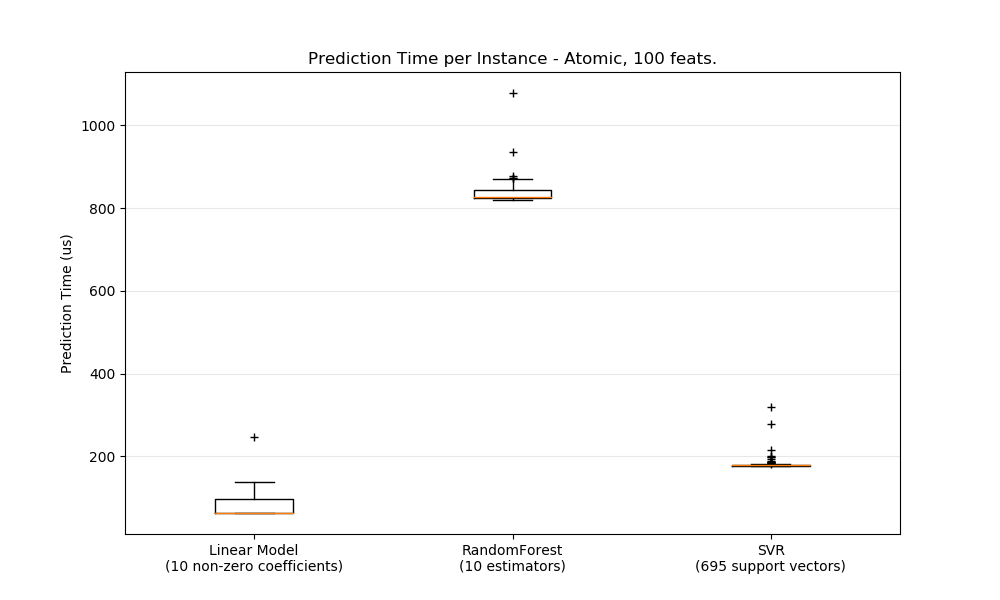 Prediction Time per Instance - Atomic, 100 feats.
Prediction Time (us)
1000
800
600
400
200
Linear Model
(10 non-zero coefficients)
RandomForest
(10 estimators)
SVR
(695 support vectors)